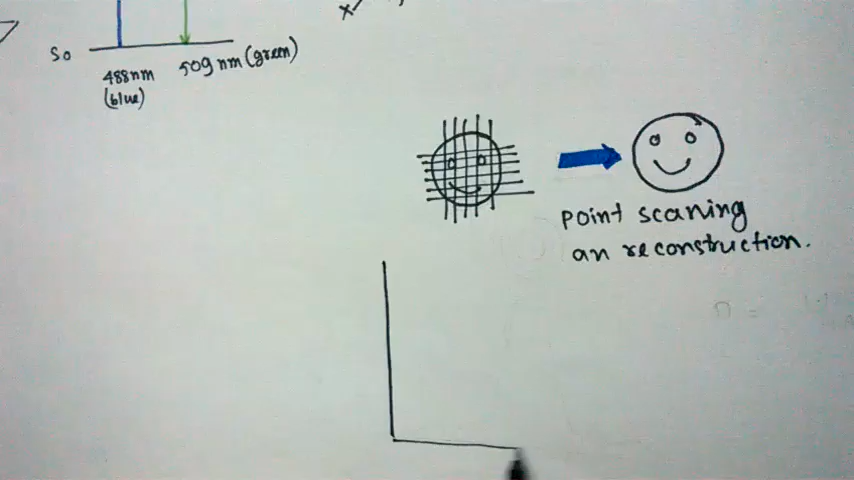 So
488nm
(blue)
509 nm (green)
x
point scaning
an reconstruction.
n =